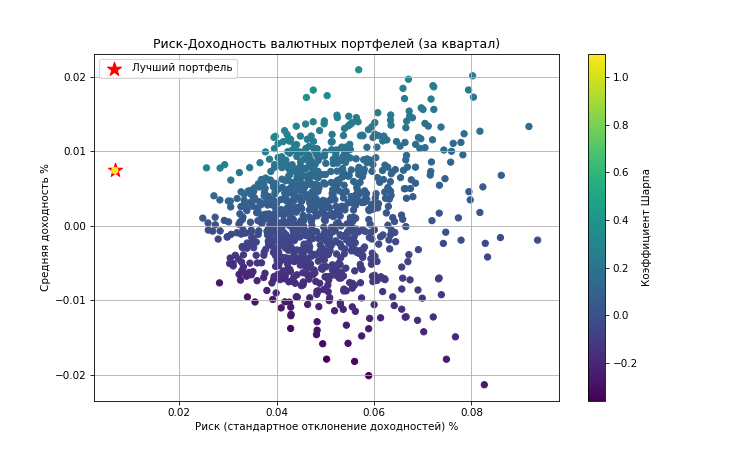 Риск-Доходность валютных портфелей (за квартал)
Лучший портфель
Средняя доходность %
0.02
0.01
0.00
−0.01
−0.02
0.02 0.04 0.06 0.08
Риск (стандартное отклонение доходностей) %
1.0
0.8
0.6
0.4
0.2
0.0
−0.2
Коэффициент Шарпа